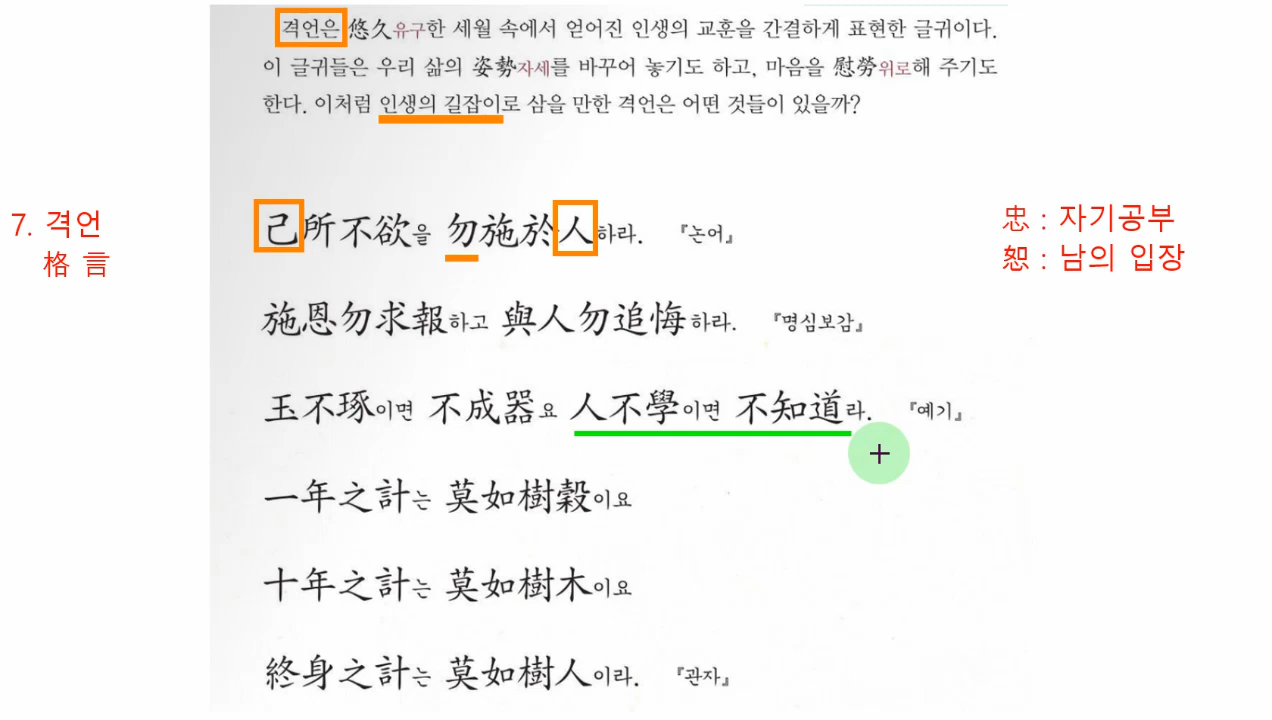 격언은 悠久유구한 세월 속에서 얻어진 인생의 교훈을 간결하게 표현한 글귀이다.
이 글귀들은 우리 삶의 姿勢자세를 바꾸어 놓기도 하고, 마음을 慰勞위로해 주기도
한다. 이처럼 인생의 길잡이로 삼을 만한 격언은 어떤 것들이 있을까?
7. 격언
格 言
己所不欲을 勿施於人하라. 『논어』
忠 : 자기공부
恕 : 남의 입장
施恩勿求報하고 與人勿追悔하라. 『명심보감』
玉不琢이면 不成器요 人不學이면 不知道라. 『예기』
一年之計는 莫如樹穀이요
十年之計는 莫如樹木이요
終身之計는 莫如樹人이라. 『관자』